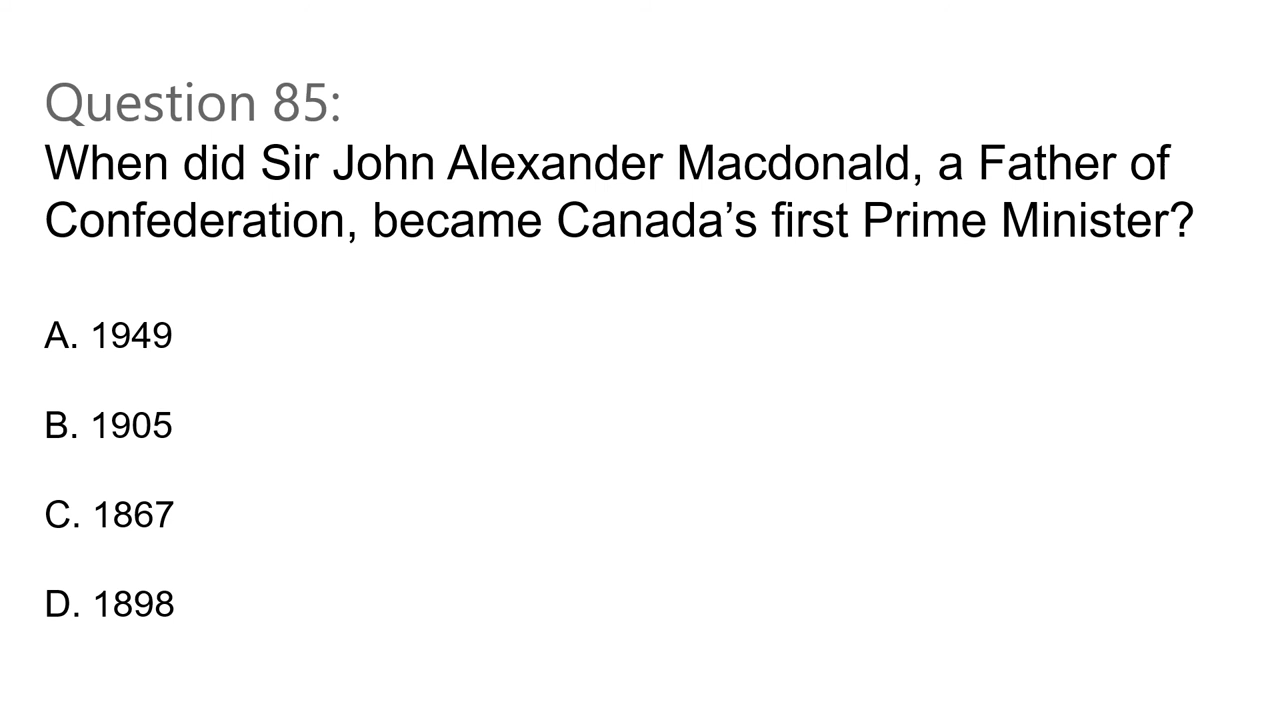 Question 85:
When did Sir John Alexander Macdonald, a Father of
Confederation, became Canada’s first Prime Minister?
A. 1949
B. 1905
C. 1867
D. 1898